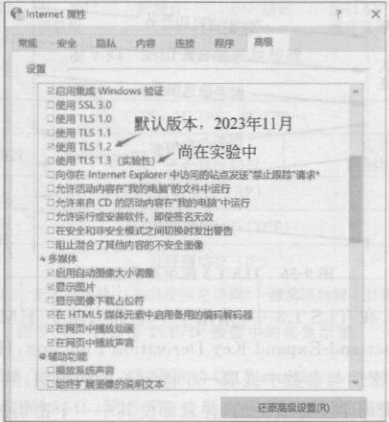 Internet 属性
? ×
常规 安全 隐私 内容 连接 程序 高级
设置
启用集成 Windows 验证
使用 SSL 3.0
使用 TLS 1.0
使用 TLS 1.1
使用 TLS 1.2
使用 TLS 1.3（实验性）
默认版本，2023年11月
尚在实验中
向你在 Internet Explorer 中访问的站点发送"禁止跟踪"请求*
允许活动内容在"我的电脑"的文件中运行
允许来自 CD 的活动内容在"我的电脑"中运行
允许运行或安装软件，即使签名无效
在安全和非安全模式之间切换时发出警告
阻止混合了其他内容的不安全图像
多媒体
启用自动图像大小调整
显示图片
显示图像下载占位符
在 HTML5 媒体元素中启用备用的编码解码器
在网页中播放动画
在网页中播放声音
辅助功能
播放系统声音
始终扩展图像的说明文本
还原高级设置(R)